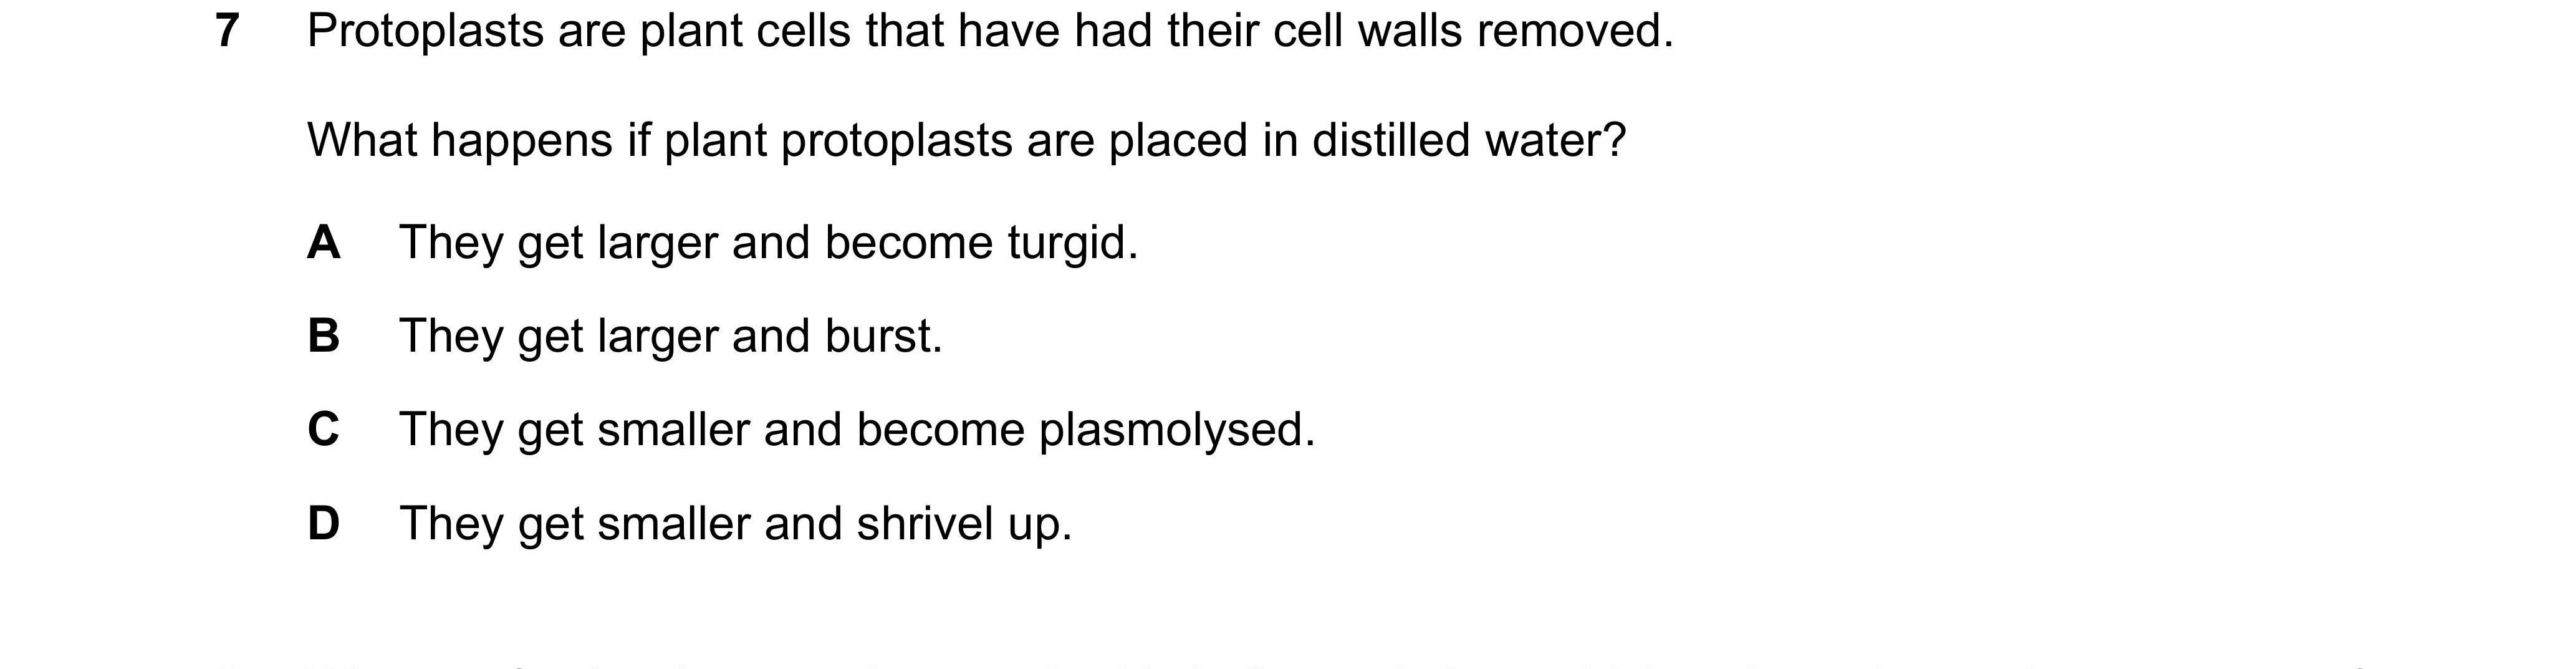 7 Protoplasts are plant cells that have had their cell walls removed.
What happens if plant protoplasts are placed in distilled water?
A They get larger and become turgid.
B They get larger and burst.
C They get smaller and become plasmolysed.
D They get smaller and shrivel up.